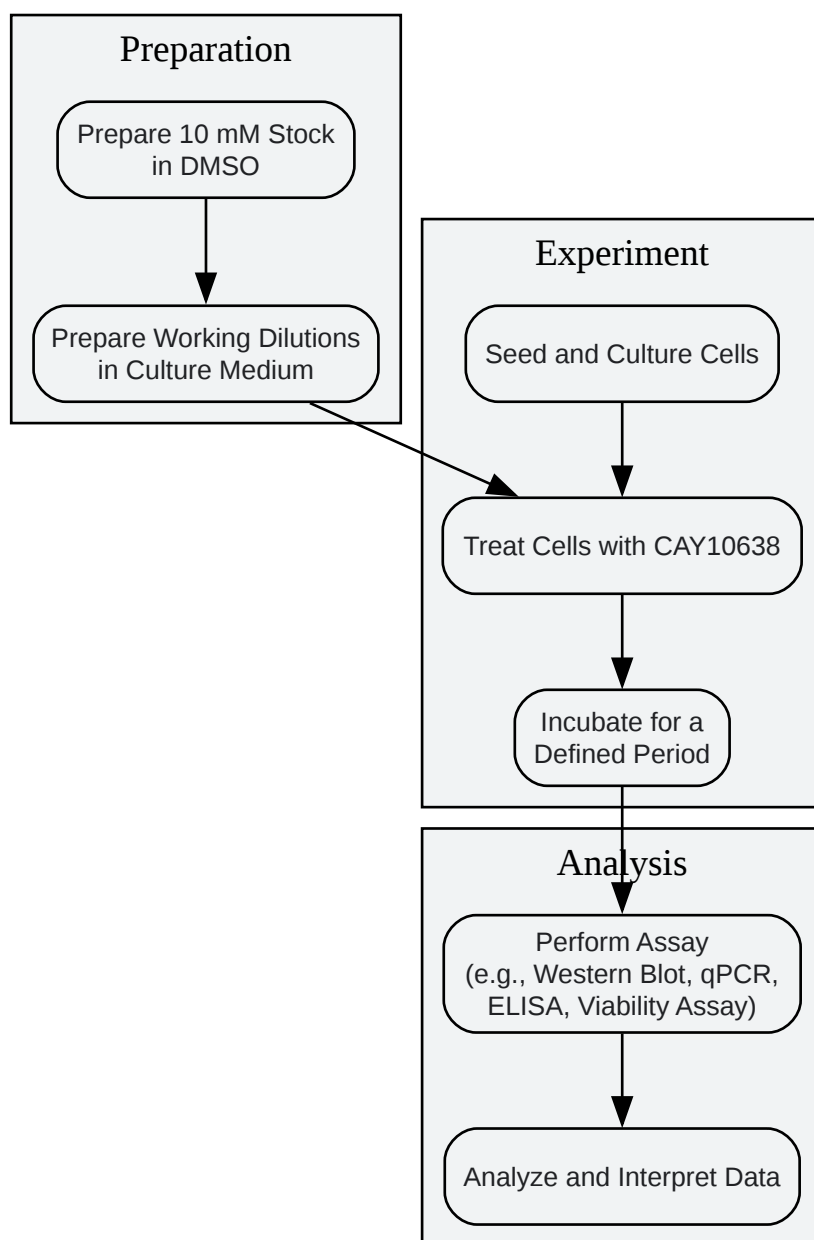 Preparation
Prepare 10 mM Stock
in DMSO
Prepare Working Dilutions
in Culture Medium
Experiment
Seed and Culture Cells
Treat Cells with CAY10638
Incubate for a
Defined Period
Analysis
Perform Assay
(e.g., Western Blot, qPCR,
ELISA, Viability Assay)
Analyze and Interpret Data